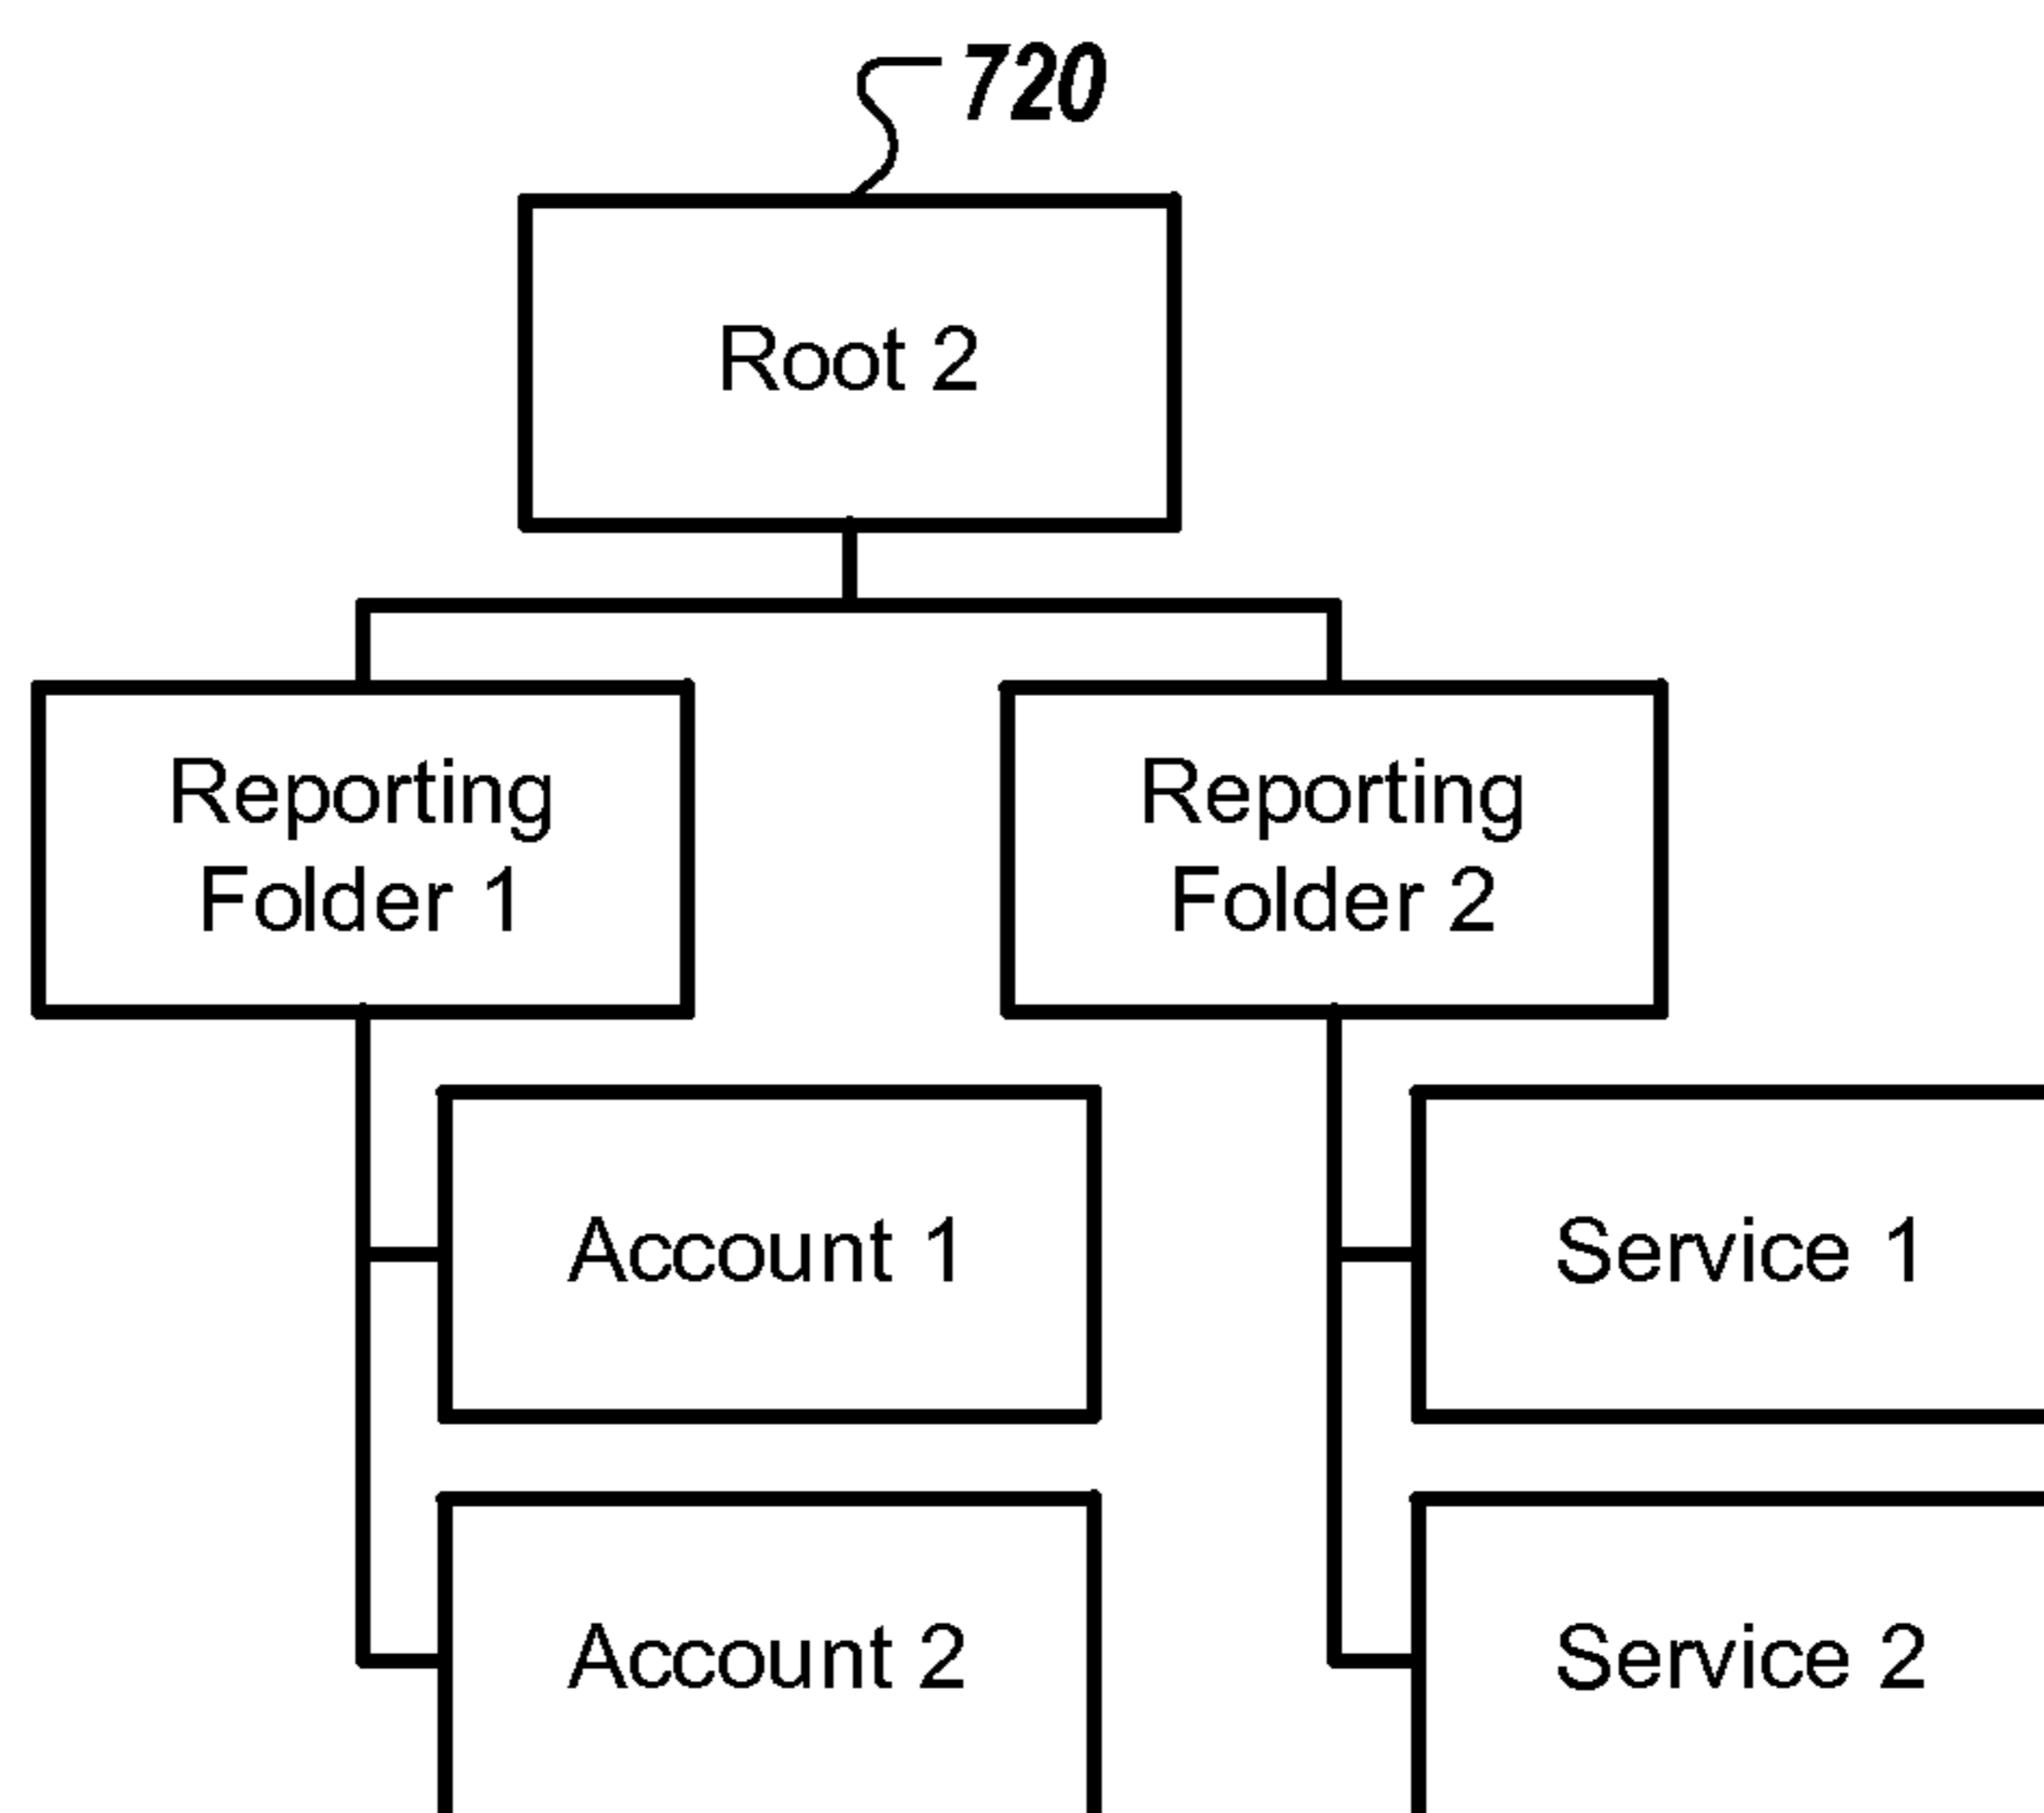 720
Root 2
Reporting
Folder 1
Reporting
Folder 2
Account 1
Service 1
Account 2
Service 2